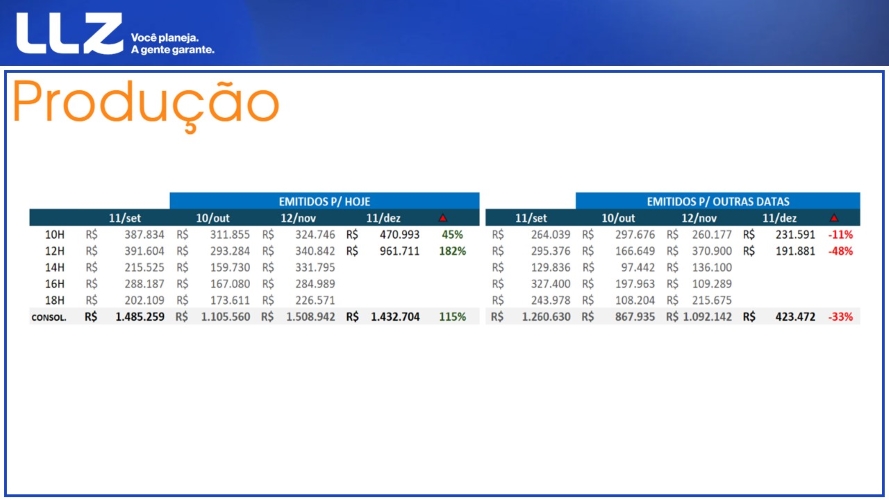 LLZ Você planeja.
A gente garante.
Produção
EMITIDOS P/ HOJE EMITIDOS P/ OUTRAS DATAS
11/set 10/out 12/nov 11/dez 11/set 10/out 12/nov 11/dez
10H R$ 387.834 R$ 311.855 R$ 324.746 R$ 470.993 45% R$ 264.039 R$ 297.676 R$ 260.177 R$ 231.591 -11%
12H R$ 391.604 R$ 293.284 R$ 340.842 R$ 961.711 182% R$ 295.376 R$ 166.649 R$ 370.900 R$ 191.881 -48%
14H R$ 215.525 R$ 159.730 R$ 331.795 R$ 129.836 R$ 97.442 R$ 136.100
16H R$ 288.187 R$ 167.080 R$ 284.989 R$ 327.400 R$ 197.963 R$ 109.289
18H R$ 202.109 R$ 173.611 R$ 226.571 R$ 243.978 R$ 108.204 R$ 215.675
CONSOL. R$ 1.485.259 R$ 1.105.560 R$ 1.508.942 R$ 1.432.704 115% R$ 1.260.630 R$ 867.935 R$ 1.092.142 R$ 423.472 -33%